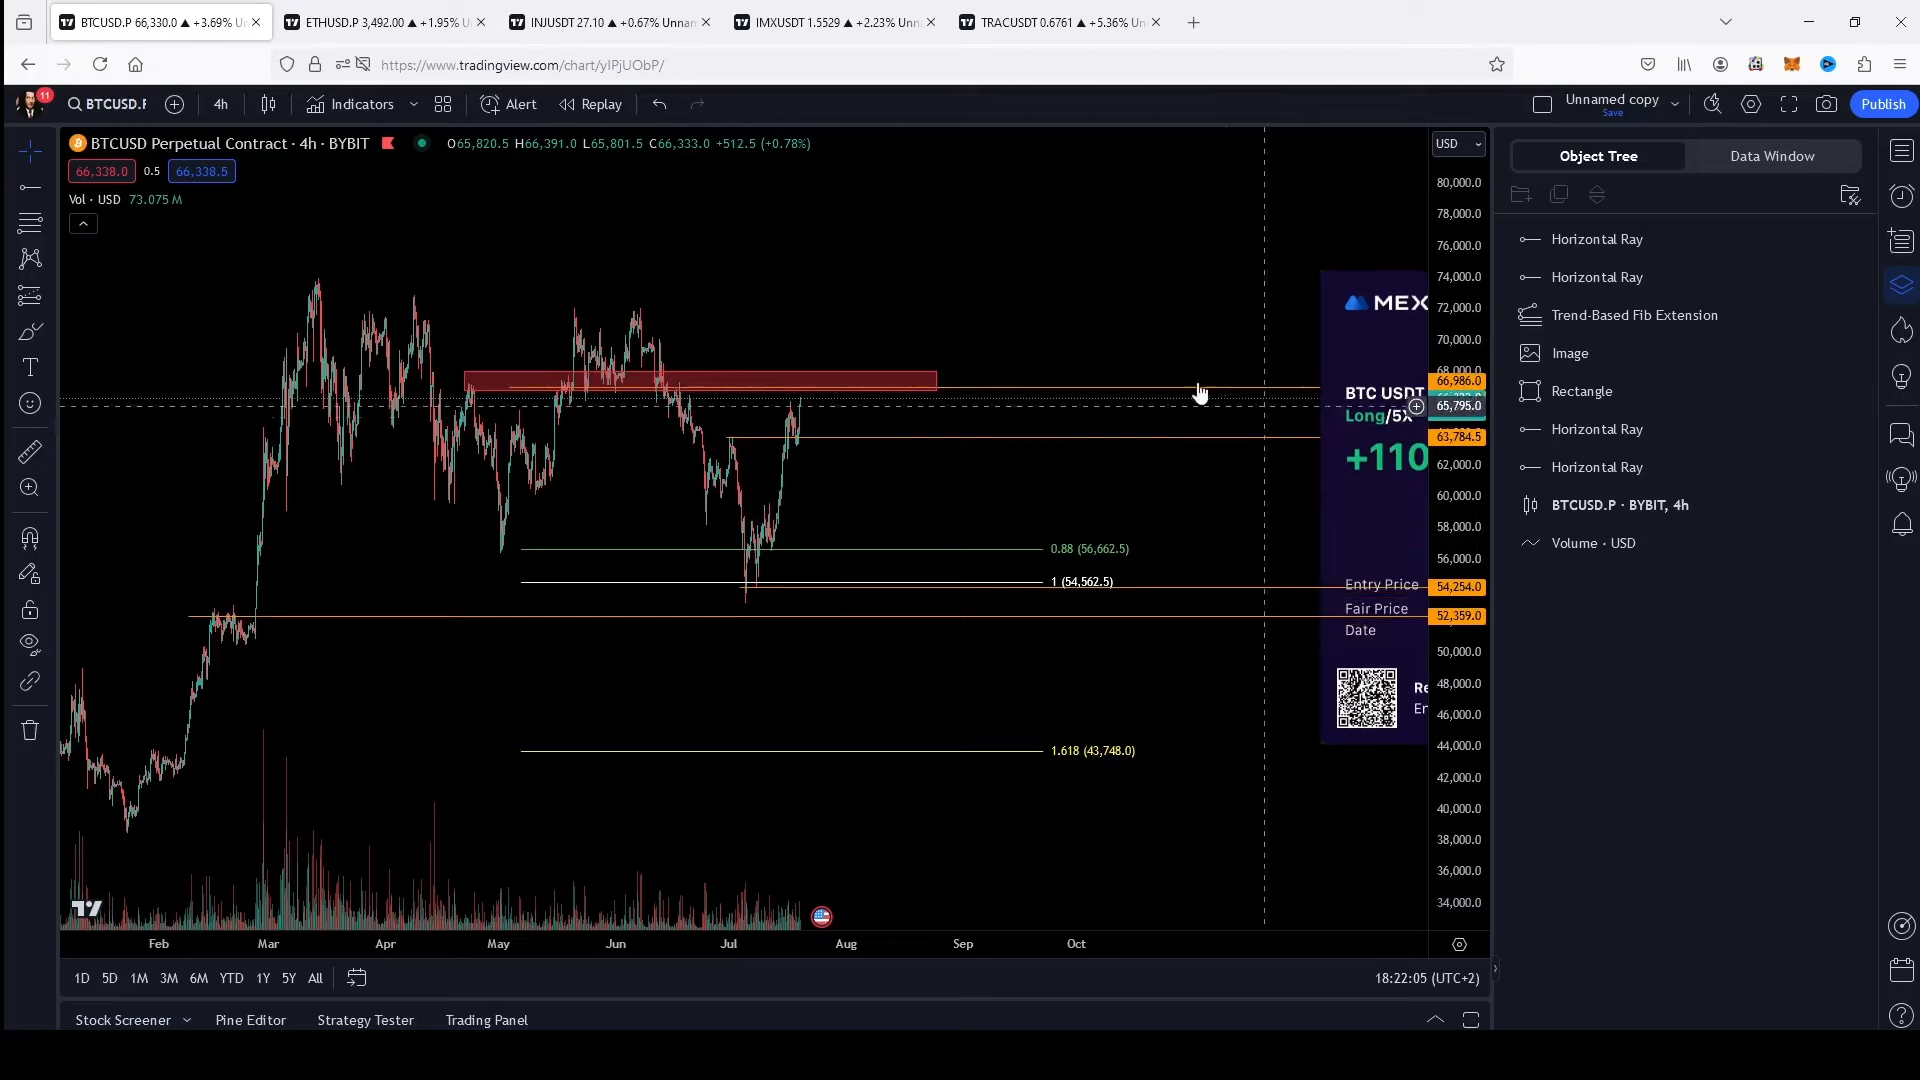 BTCUSD.P 66,330.0 ▲ +3.69% Un
ETHUSD.P 3,492.00 ▲ +1.95% U
INJUSDT 27.10 ▲ +0.67% Unnam
IMXUSDT 1.5529 ▲ +2.23% Unn
TRACUSDT 0.6761 ▲ +5.36% Un
https://www.tradingview.com/chart/yIPjUObP/
11
BTCUSD.P
4h
Indicators
Alert
Replay
Unnamed copy
Save
Publish
BTCUSD Perpetual Contract · 4h · BYBIT
O65,820.5 H66,391.0 L65,801.5 C66,333.0 +512.5 (+0.78%)
66,338.0 0.5 66,338.5
Vol · USD 73.075 M
USD
80,000.0
78,000.0
76,000.0
74,000.0
72,000.0
70,000.0
68,000.0
66,986.0
65,795.0
63,784.5
62,000.0
60,000.0
58,000.0
56,000.0
54,254.0
52,359.0
50,000.0
48,000.0
46,000.0
44,000.0
42,000.0
40,000.0
38,000.0
36,000.0
34,000.0
MEX
BTC USDT
Long/5X
+110
Entry Price
Fair Price
Date
Re
En
0.88 (56,662.5)
1 (54,562.5)
1.618 (43,748.0)
Feb Mar Apr May Jun Jul Aug Sep Oct
1D 5D 1M 3M 6M YTD 1Y 5Y All
18:22:05 (UTC+2)
Stock Screener
Pine Editor
Strategy Tester
Trading Panel
Object Tree
Data Window
Horizontal Ray
Horizontal Ray
Trend-Based Fib Extension
Image
Rectangle
Horizontal Ray
Horizontal Ray
BTCUSD.P · BYBIT, 4h
Volume · USD